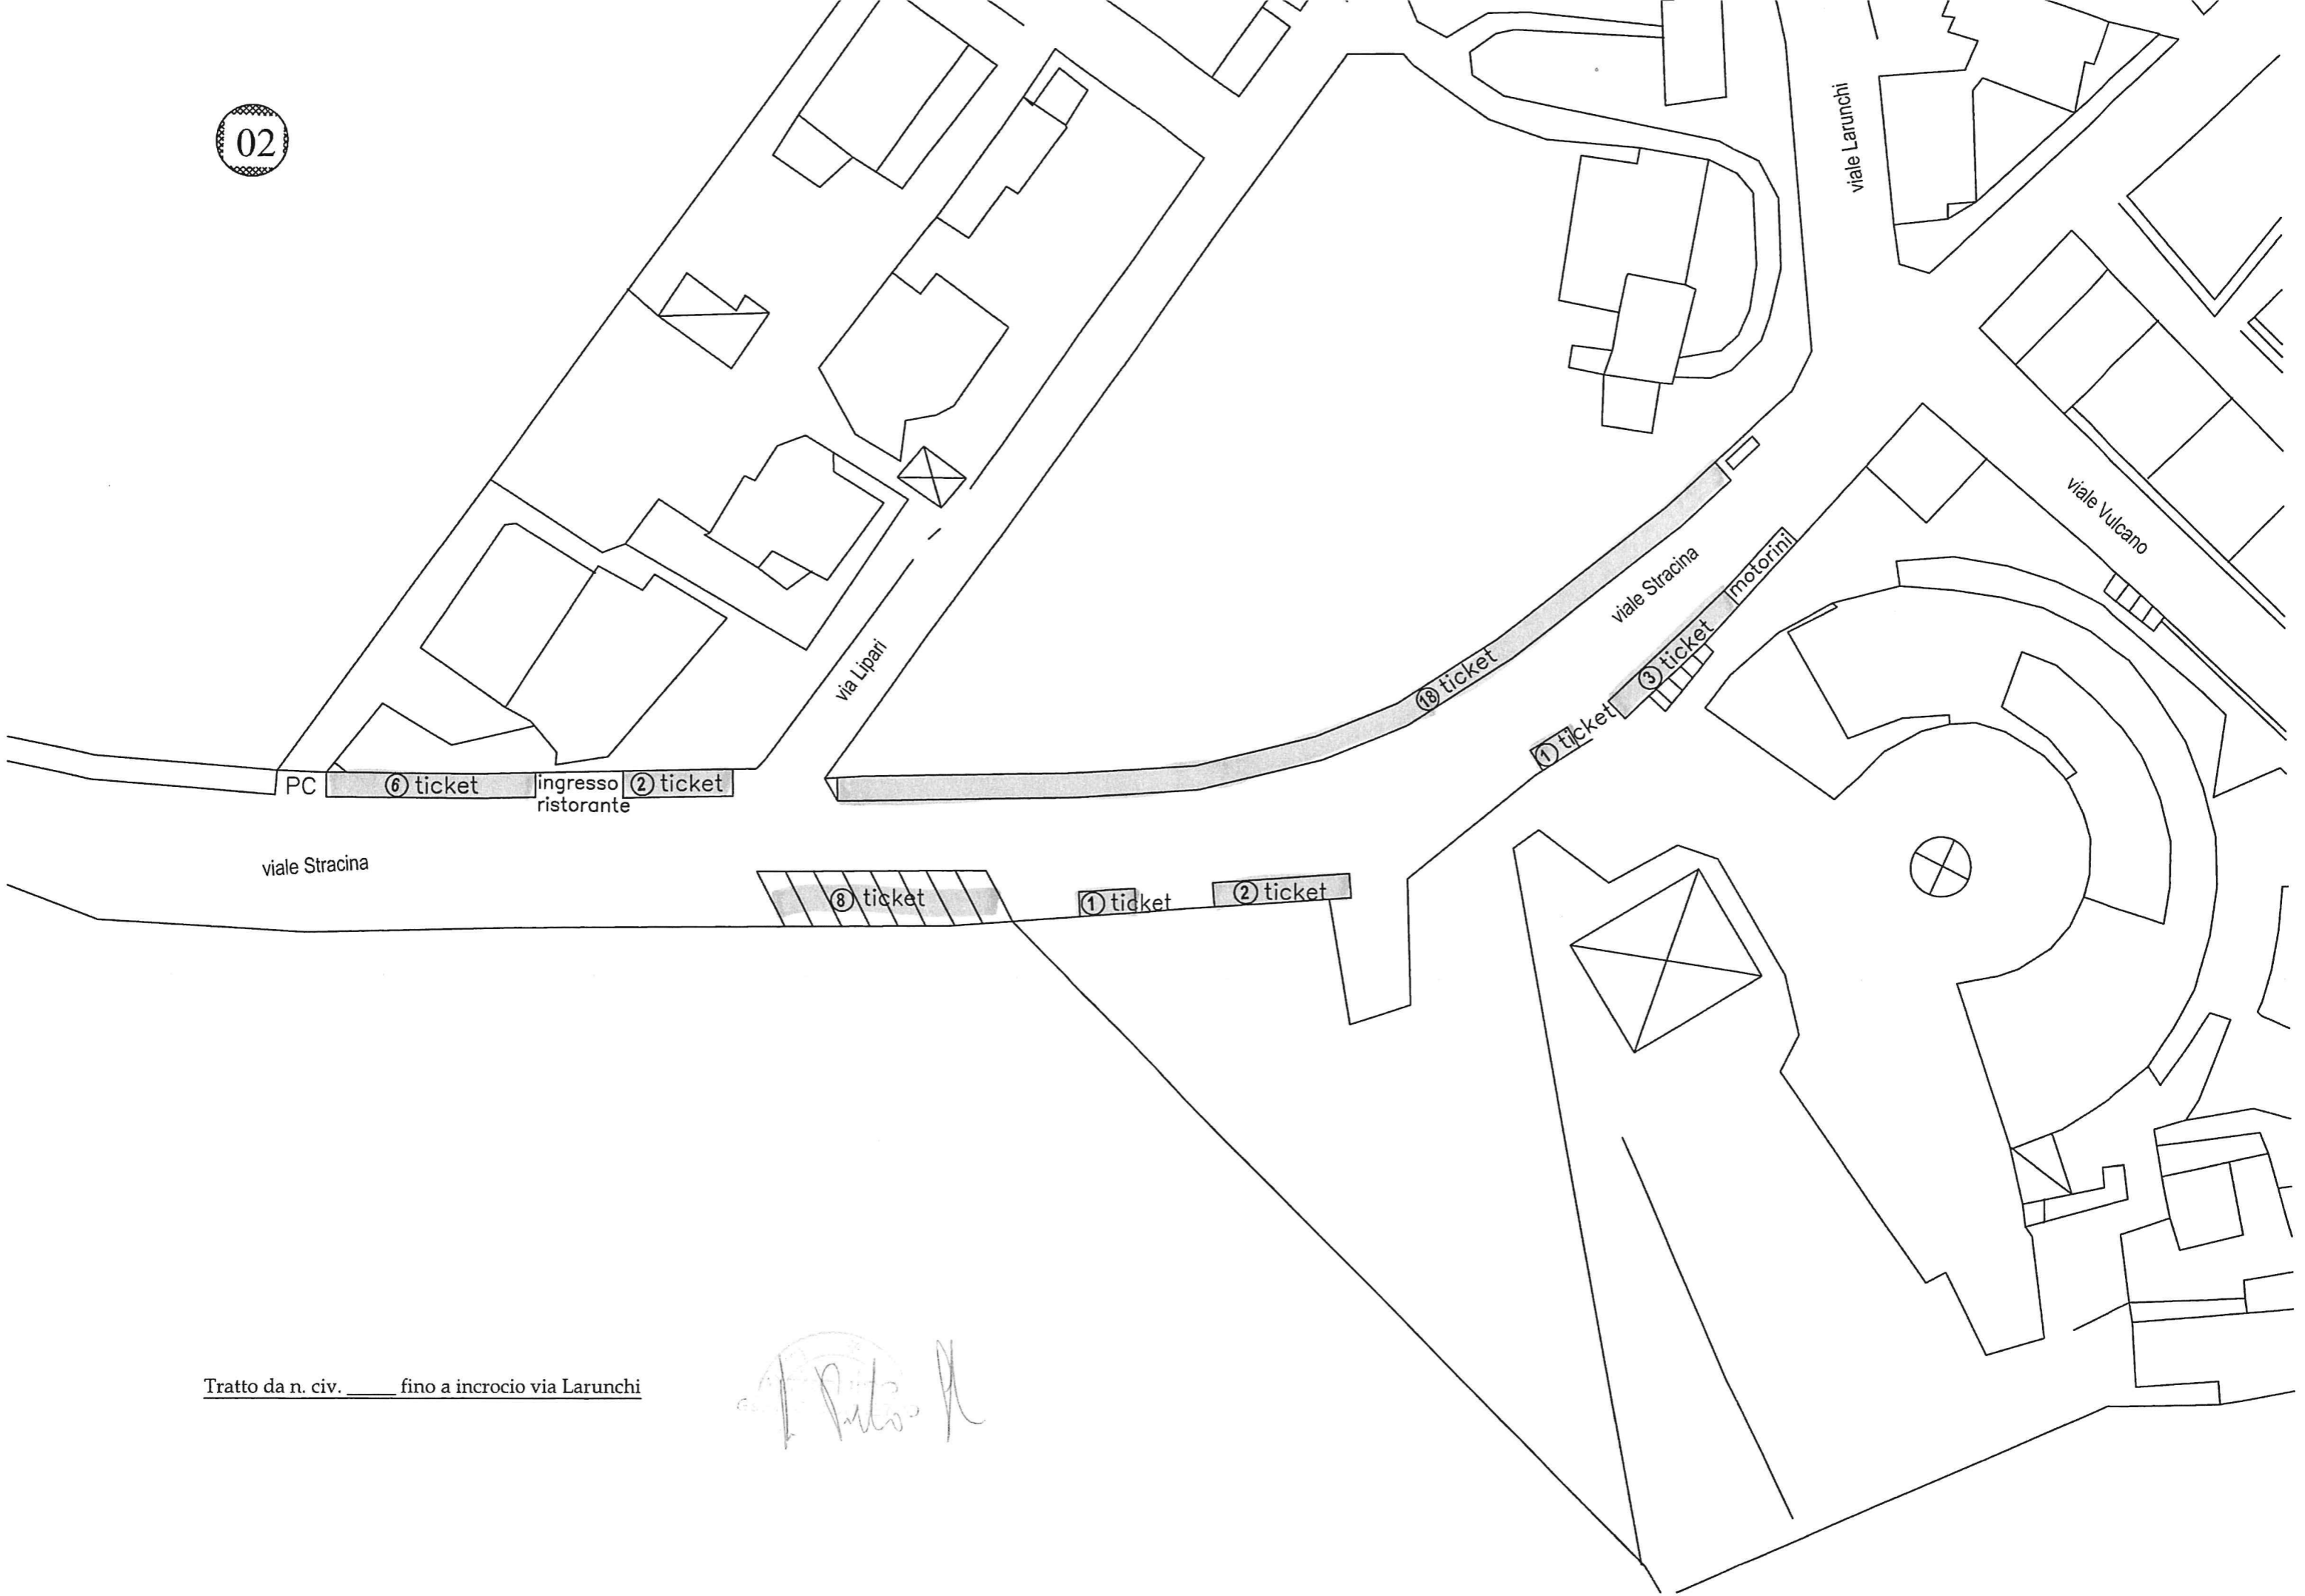 02
viale Larunchi
viale Vulcano
motorini
viale Stracina
③ ticket
⑱ ticket
① ticket
via Lipari
PC
⑥ ticket
ingresso
ristorante
② ticket
viale Stracina
⑧ ticket
① ticket
② ticket
Tratto da n. civ. _____ fino a incrocio via Larunchi